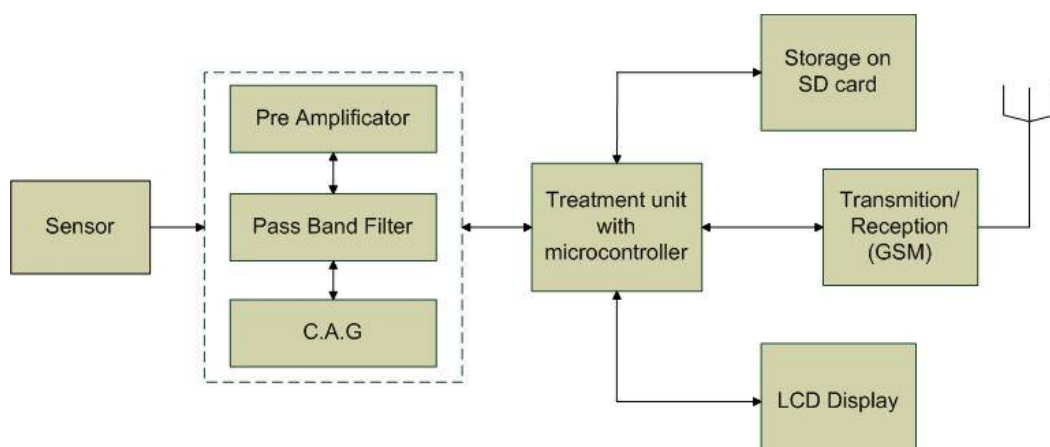 Sensor
Pre Amplificator
Pass Band Filter
C.A.G
Treatment unit
with
microcontroller
Storage on
SD card
Transmition/
Reception
(GSM)
LCD Display